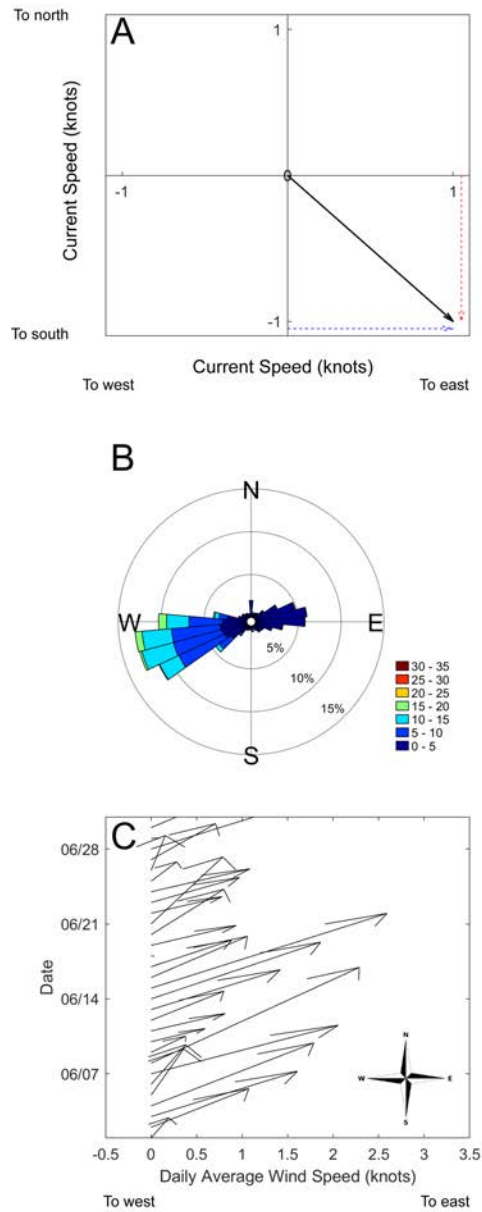 To north
A
1
Current Speed (knots)
-1
1
-1
To south
Current Speed (knots)
To west
To east
B
N
W
E
S
5%
10%
15%
30 - 35
25 - 30
20 - 25
15 - 20
10 - 15
5 - 10
0 - 5
C
06/28
06/21
06/14
06/07
Date
N
W
E
S
-0.5 0 0.5 1 1.5 2 2.5 3 3.5
Daily Average Wind Speed (knots)
To west
To east